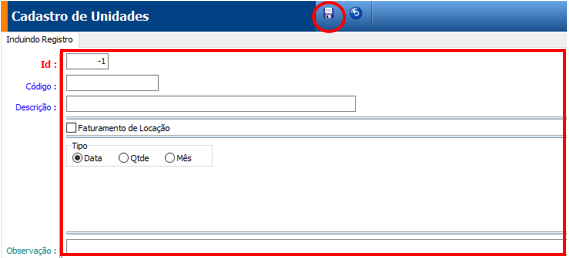 Cadastro de Unidades
Incluindo Registro
Id : -1
Código :
Descrição :
Faturamento de Locação
Tipo
Data Qtde Mês
Observação :